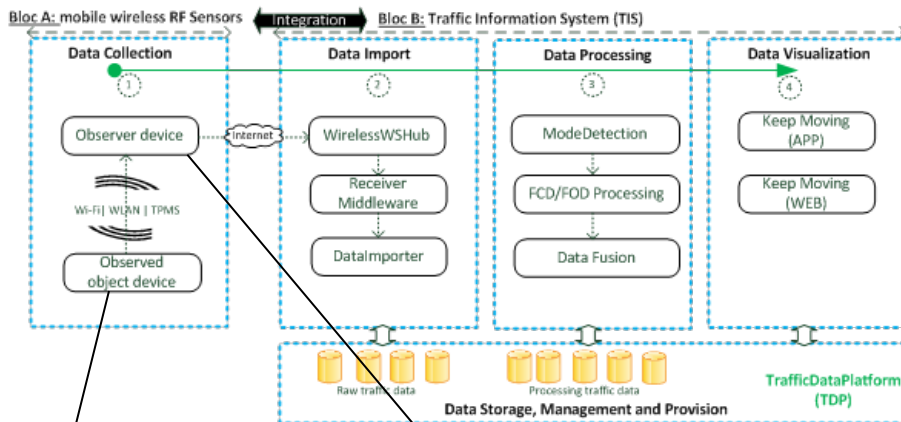 Bloc A: mobile wireless RF Sensors
Integration
Bloc B: Traffic Information System (TIS)
Data Collection
Data Import
Data Processing
Data Visualization
1
2
3
4
Observer device
Internet
WirelessWSHub
ModeDetection
Keep Moving
(APP)
Receiver
Middleware
FCD/FOD Processing
Keep Moving
(WEB)
Wi-Fi| WLAN | TPMS
DataImporter
Data Fusion
Observed
object device
Raw traffic data
Processing traffic data
TrafficDataPlatform
(TDP)
Data Storage, Management and Provision